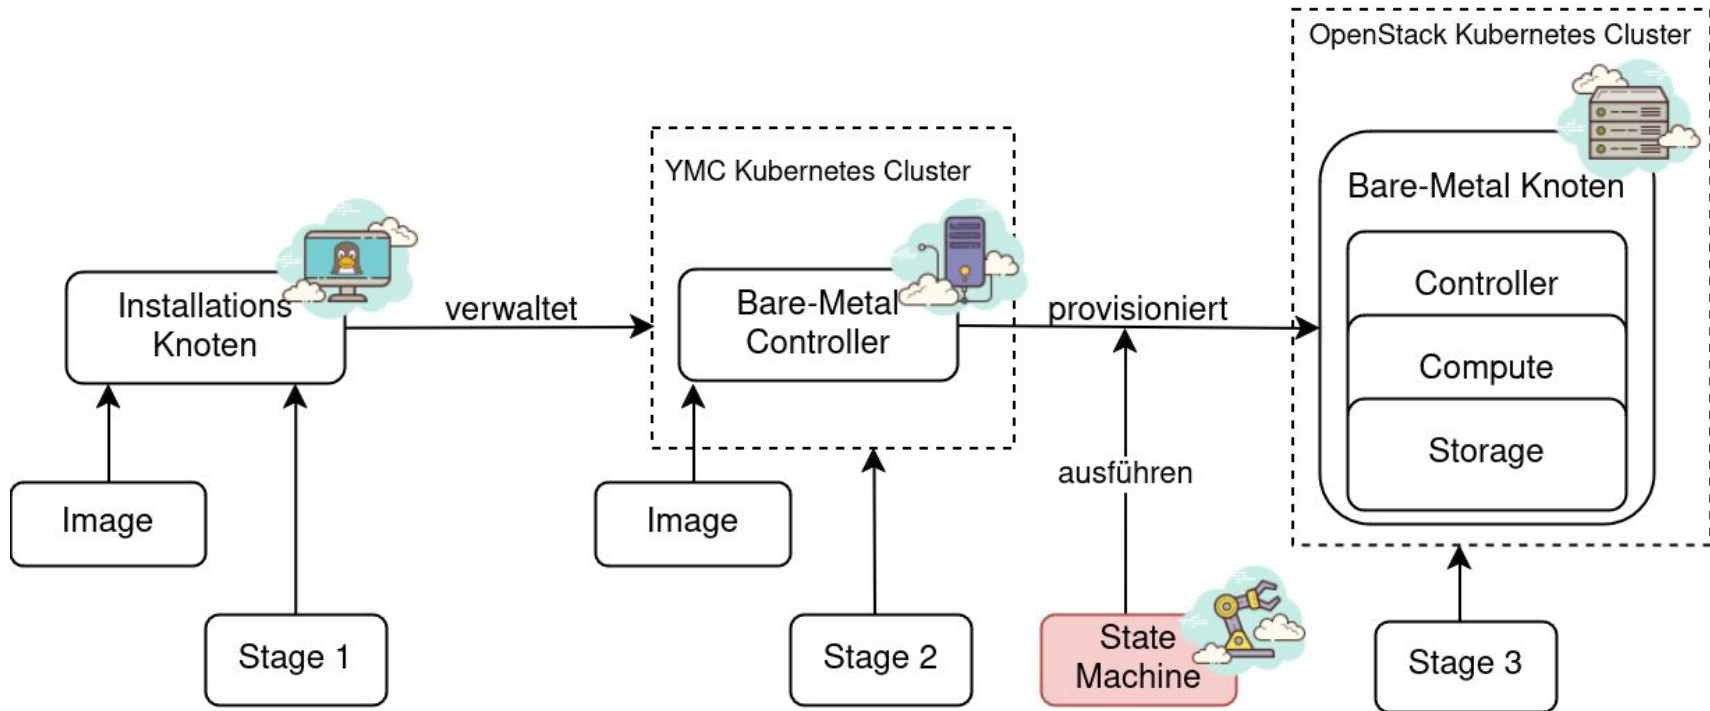 OpenStack Kubernetes Cluster
YMC Kubernetes Cluster
Bare-Metal Knoten
Installations
Knoten
verwaltet
Bare-Metal
Controller
provisioniert
Controller
Compute
Storage
ausführen
Image
Image
Stage 1
Stage 2
State
Machine
Stage 3